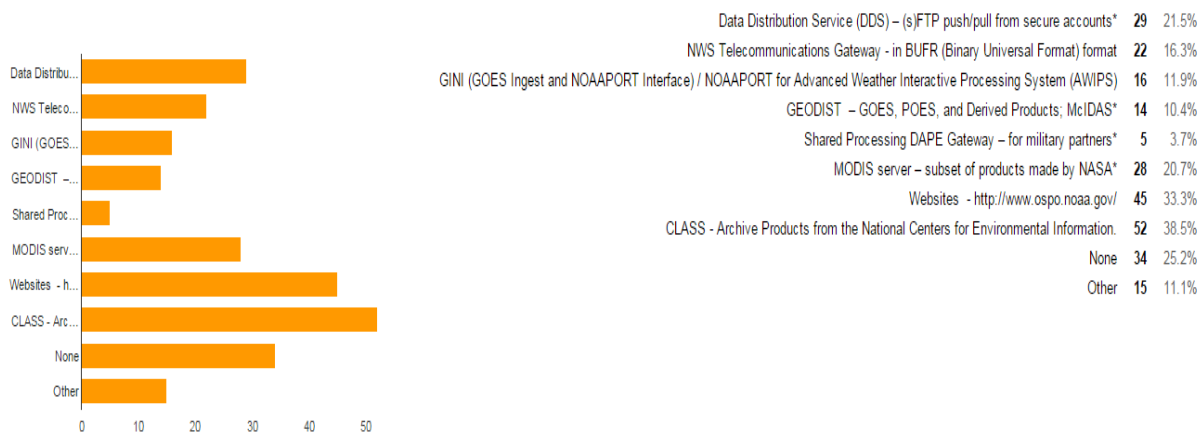 Data Distribu...
NWS Teleco...
GINI (GOES...
GEODIST –...
Shared Proc...
MODIS serv...
Websites - h...
CLASS - Arc...
None
Other
0 10 20 30 40 50
Data Distribution Service (DDS) – (s)FTP push/pull from secure accounts* 29 21.5%
NWS Telecommunications Gateway - in BUFR (Binary Universal Format) format 22 16.3%
GINI (GOES Ingest and NOAAPORT Interface) / NOAAPORT for Advanced Weather Interactive Processing System (AWIPS) 16 11.9%
GEODIST – GOES, POES, and Derived Products; McIDAS* 14 10.4%
Shared Processing DAPE Gateway – for military partners* 5 3.7%
MODIS server – subset of products made by NASA* 28 20.7%
Websites - http://www.ospo.noaa.gov/ 45 33.3%
CLASS - Archive Products from the National Centers for Environmental Information. 52 38.5%
None 34 25.2%
Other 15 11.1%